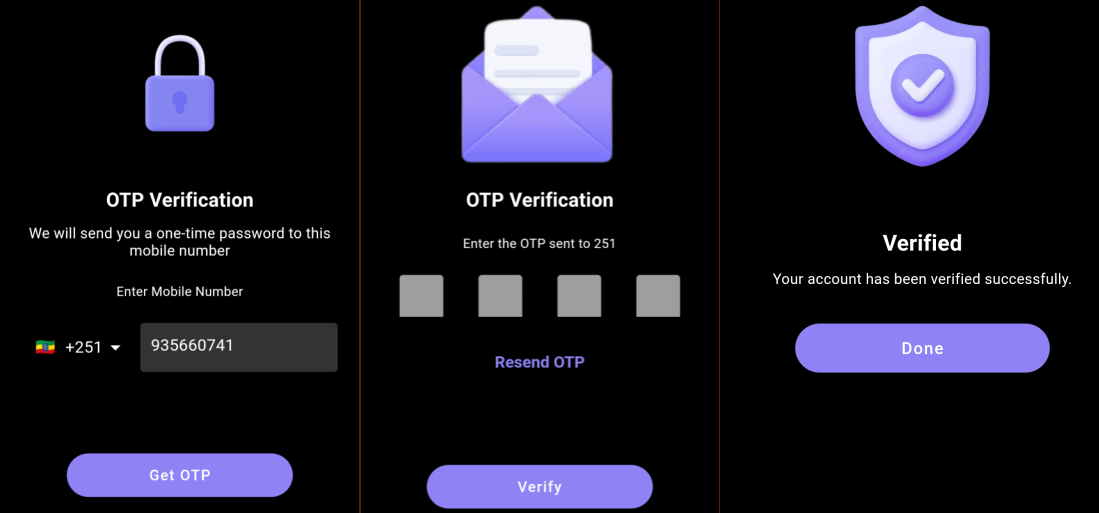 OTP Verification
We will send you a one-time password to this
mobile number
Enter Mobile Number
+251
935660741
Get OTP
OTP Verification
Enter the OTP sent to 251
Resend OTP
Verify
Verified
Your account has been verified successfully.
Done